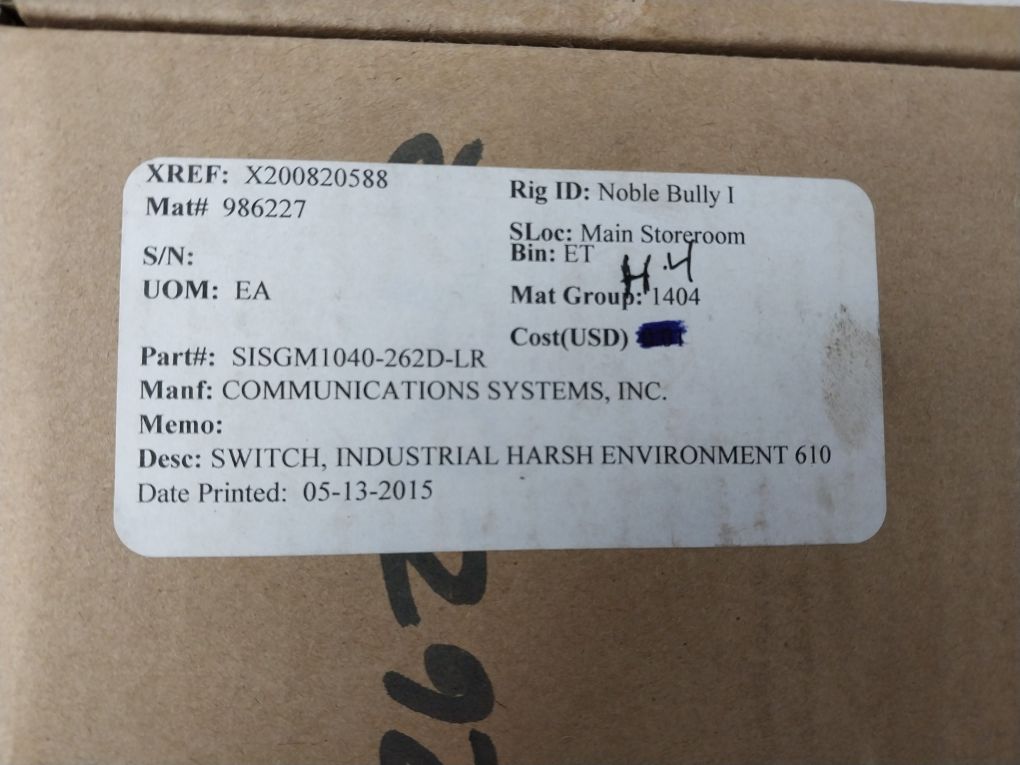 XREF: X200820588
Mat# 986227
S/N:
UOM: EA
Rig ID: Noble Bully I
SLoc: Main Storeroom
Bin: ET H.4
Mat Group: 1404
Cost(USD)
Part#: SISGM1040-262D-LR
Manf: COMMUNICATIONS SYSTEMS, INC.
Memo:
Desc: SWITCH, INDUSTRIAL HARSH ENVIRONMENT 610
Date Printed: 05-13-2015